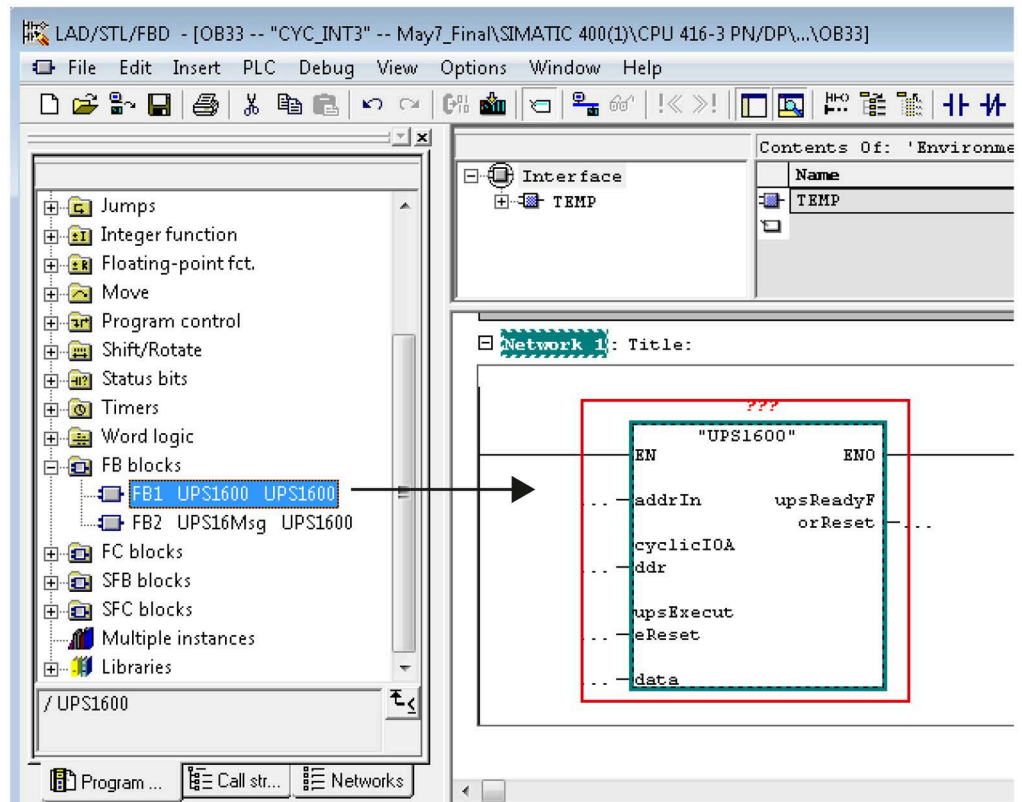 LAD/STL/FBD - [OB33 -- "CYC_INT3" -- May7_Final\SIMATIC 400(1)\CPU 416-3 PN/DP\...\OB33]
File Edit Insert PLC Debug View Options Window Help
Jumps
Integer function
Floating-point fct.
Move
Program control
Shift/Rotate
Status bits
Timers
Word logic
FB blocks
FB1 UPS1600 UPS1600
FB2 UPS16Msg UPS1600
FC blocks
SFB blocks
SFC blocks
Multiple instances
Libraries
/ UPS1600
Program ... Call str... Networks
Interface
TEMP
Contents Of: 'Environme
Name
TEMP
Network 1: Title:
???
"UPS1600"
EN ENO
... addrIn upsReadyF
orReset ...
cyclicIOA
... ddr
upsExecut
... eReset
... data